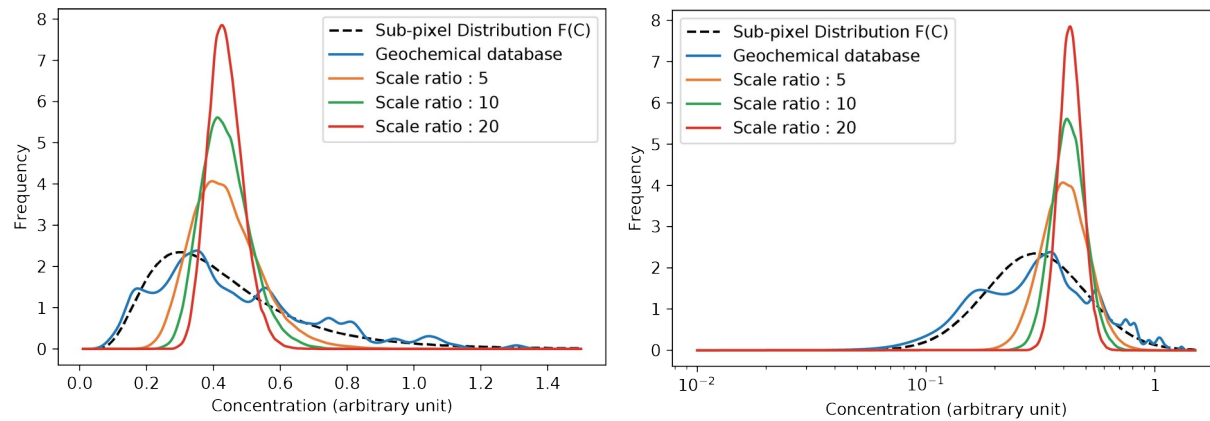 8
7
6
5
4
3
2
1
0
Frequency
Sub-pixel Distribution F(C)
Geochemical database
Scale ratio : 5
Scale ratio : 10
Scale ratio : 20
0.0 0.2 0.4 0.6 0.8 1.0 1.2 1.4
Concentration (arbitrary unit)
8
7
6
5
4
3
2
1
0
Frequency
Sub-pixel Distribution F(C)
Geochemical database
Scale ratio : 5
Scale ratio : 10
Scale ratio : 20
10⁻² 10⁻¹ 1
Concentration (arbitrary unit)